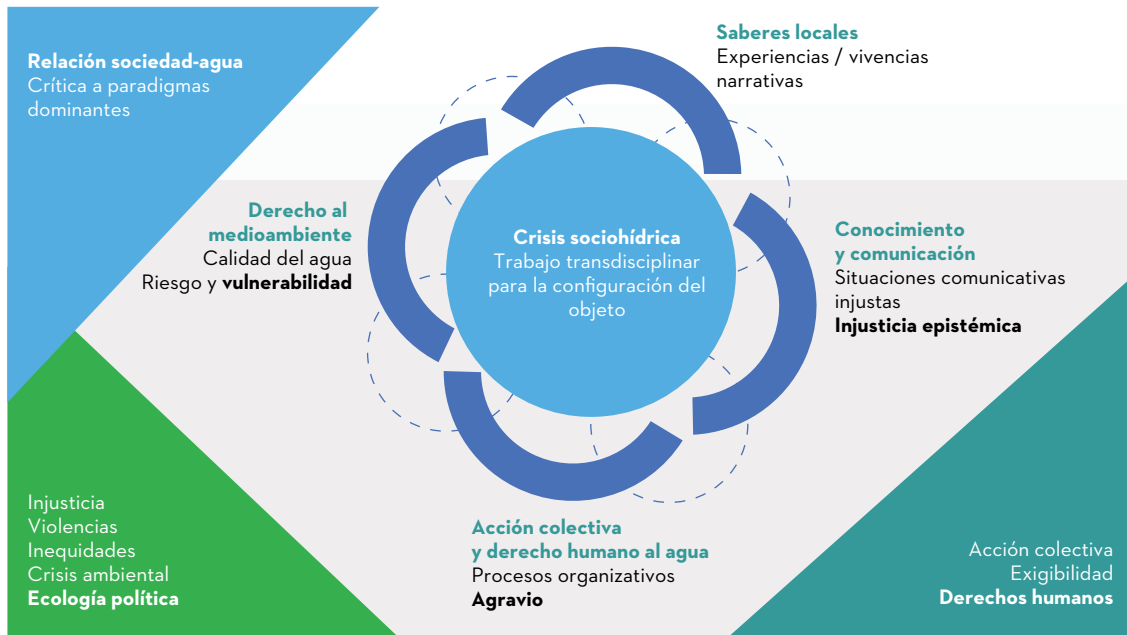 Relación sociedad-agua
Crítica a paradigmas
dominantes
Saberes locales
Experiencias / vivencias
narrativas
Derecho al
medioambiente
Calidad del agua
Riesgo y vulnerabilidad
Crisis sociohídrica
Trabajo transdisciplinar
para la configuración del
objeto
Conocimiento
y comunicación
Situaciones comunicativas
injustas
Injusticia epistémica
Injusticia
Violencias
Inequidades
Crisis ambiental
Ecología política
Acción colectiva
y derecho humano al agua
Procesos organizativos
Agravio
Acción colectiva
Exigibilidad
Derechos humanos